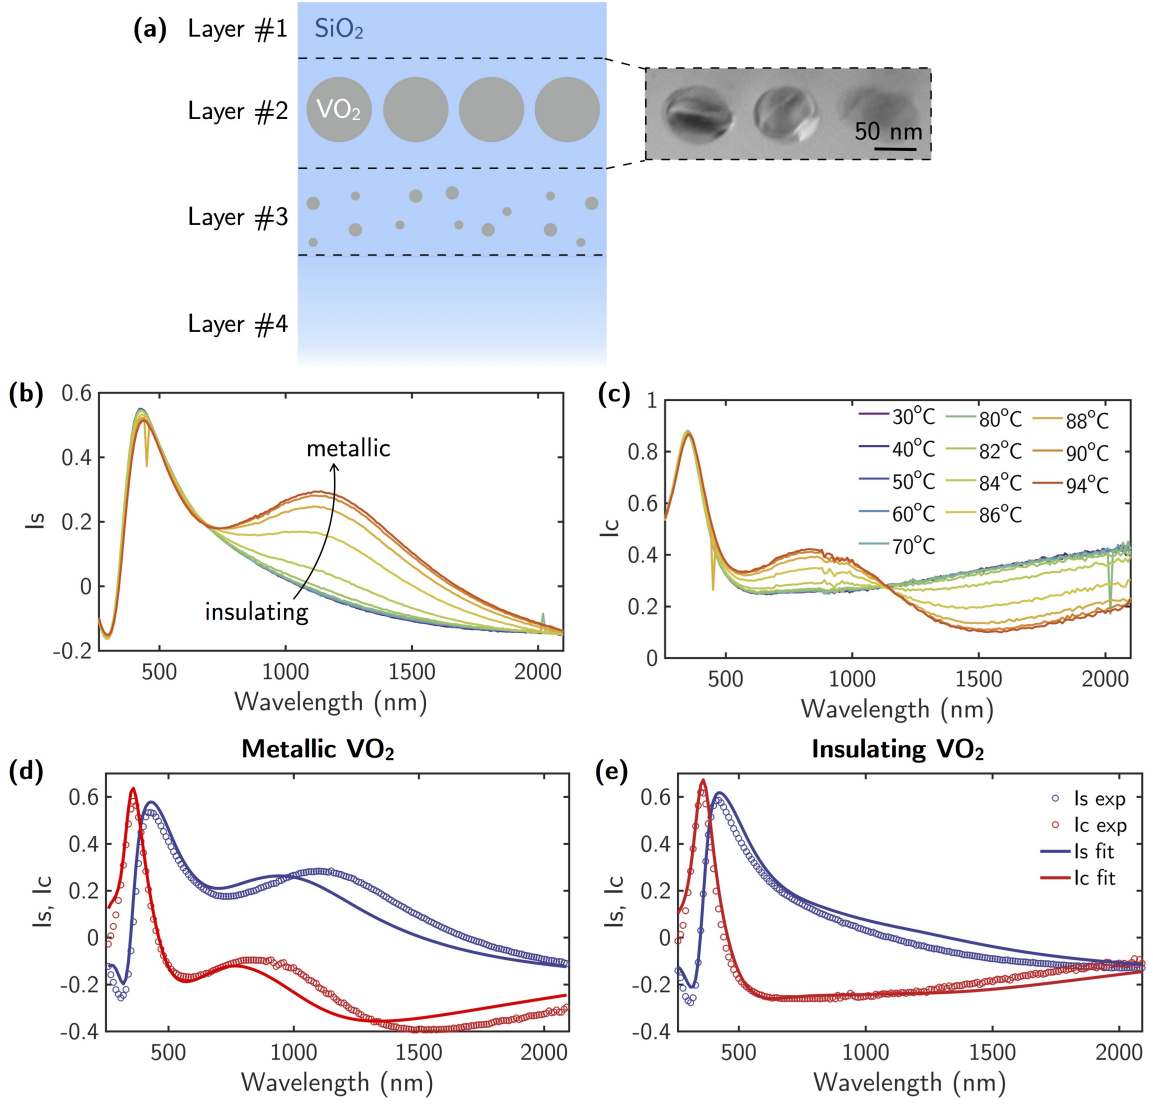 (a)
Layer #1
SiO₂
Layer #2
VO₂
50 nm
Layer #3
Layer #4
(b)
0.6
0.4
0.2
0
-0.2
Is
metallic
insulating
500
1000
1500
2000
Wavelength (nm)
(c)
1
0.8
0.6
0.4
0.2
0
Ic
30°C
40°C
50°C
60°C
70°C
80°C
82°C
84°C
86°C
88°C
90°C
94°C
500
1000
1500
2000
Wavelength (nm)
Metallic VO₂
(d)
0.6
0.4
0.2
0
-0.2
-0.4
Is, Ic
500
1000
1500
2000
Wavelength (nm)
Insulating VO₂
(e)
0.6
0.4
0.2
0
-0.2
-0.4
Is, Ic
Is exp
Ic exp
Is fit
Ic fit
500
1000
1500
2000
Wavelength (nm)